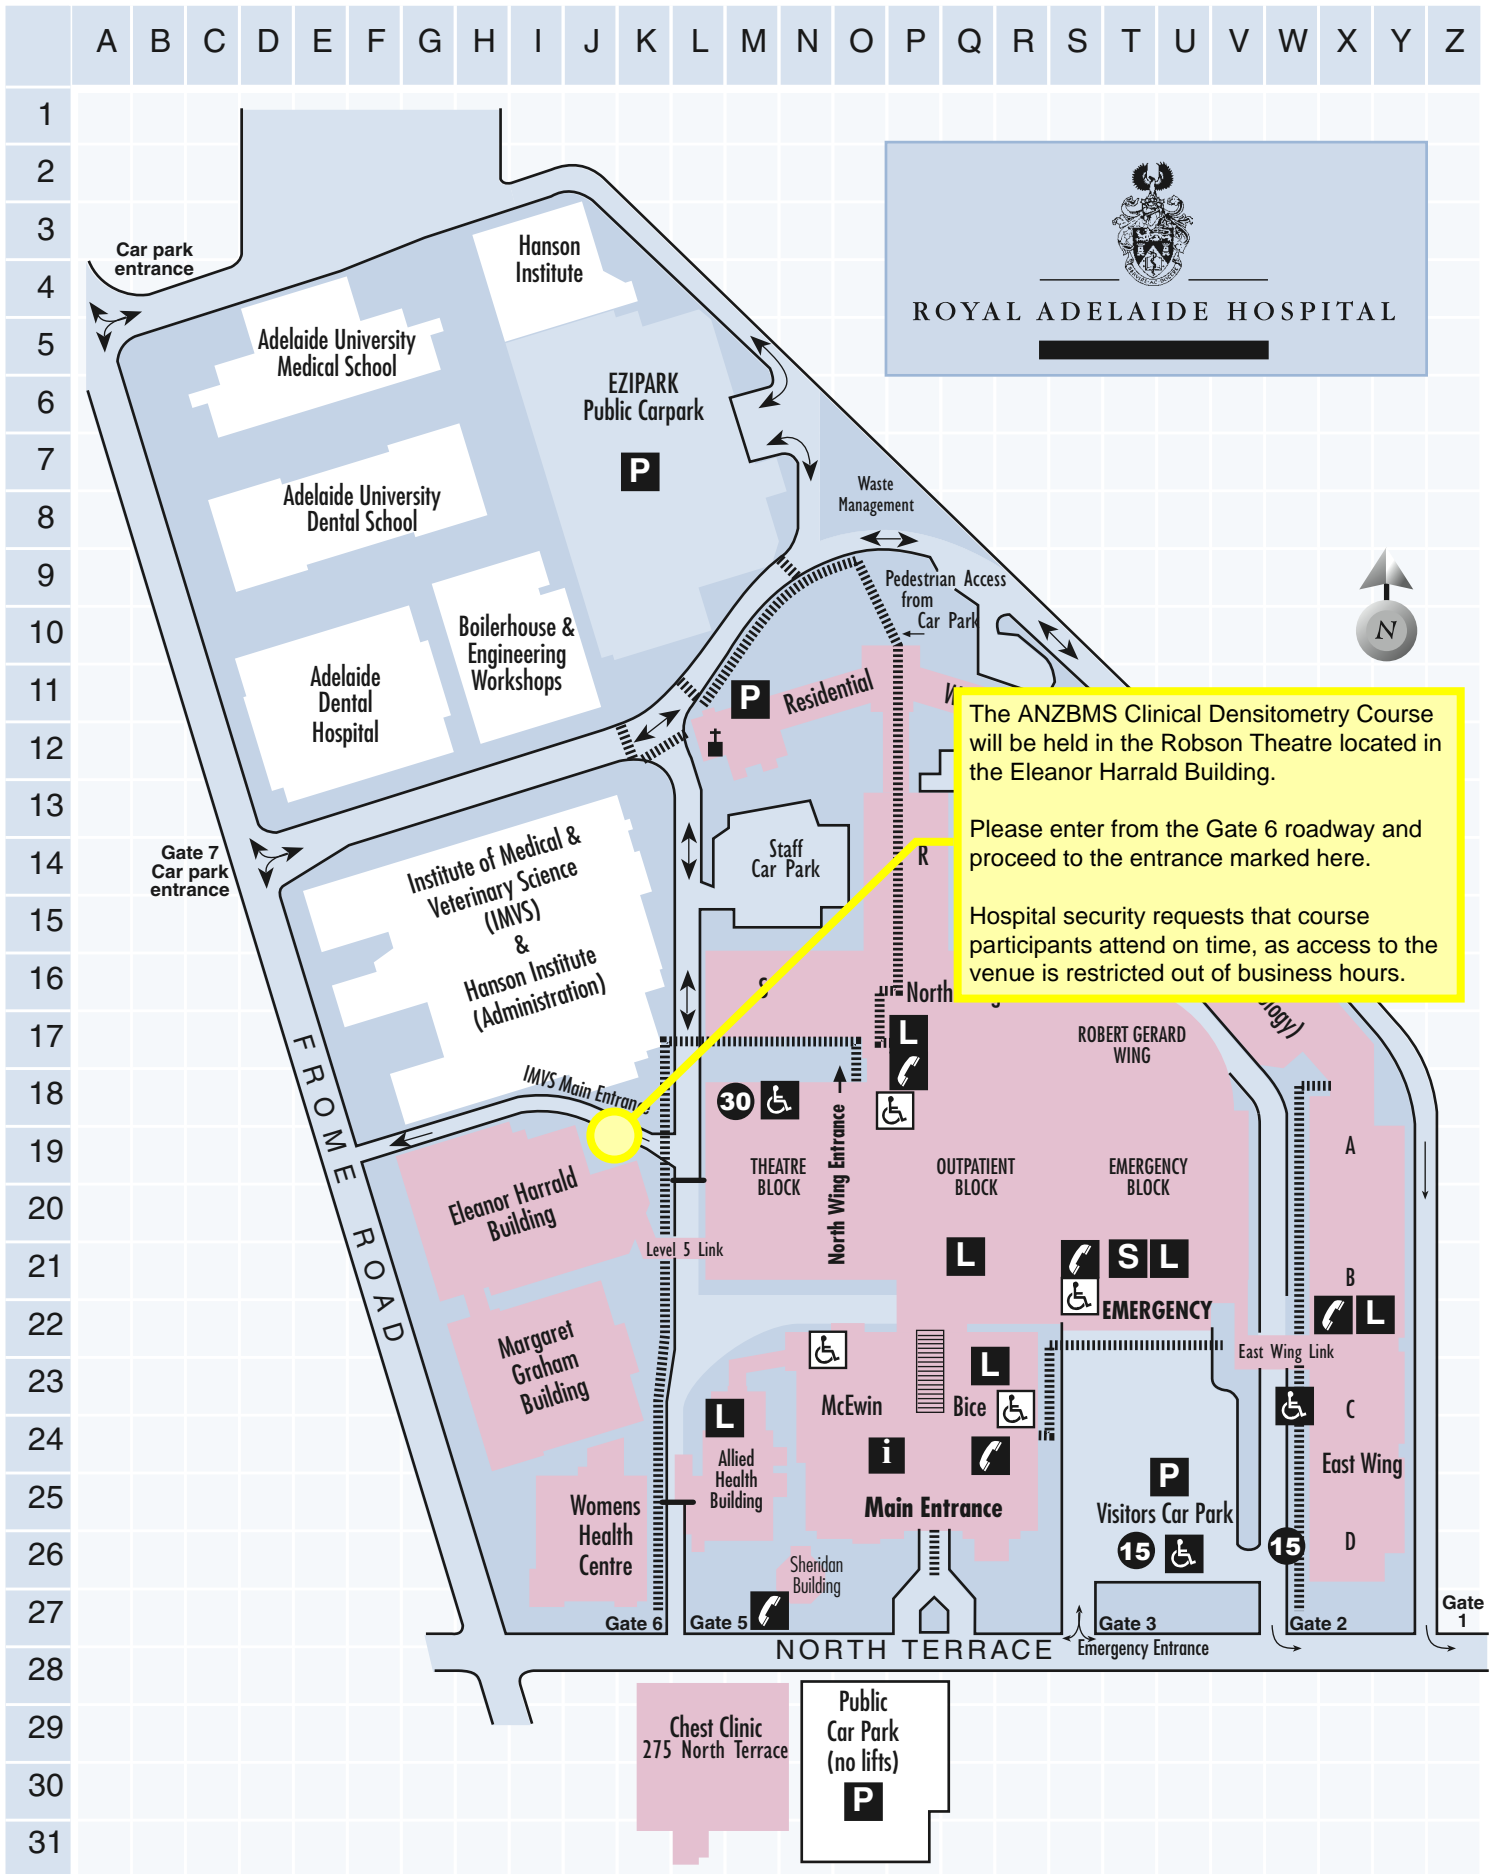 A B C D E F G H I J K L M N O P Q R S T U V W X Y Z
1
2
3
4
5
6
7
8
9
10
11
12
13
14
15
16
17
18
19
20
21
22
23
24
25
26
27
28
29
30
31
ROYAL ADELAIDE HOSPITAL
Car park
entrance
Hanson
Institute
Adelaide University
Medical School
EZIPARK
Public Carpark
P
Adelaide University
Dental School
Waste
Management
Pedestrian Access
from
Car Park
N
Boilerhouse &
Engineering
Workshops
Adelaide
Dental
Hospital
P
Residential
The ANZBMS Clinical Densitometry Course
will be held in the Robson Theatre located in
the Eleanor Harrald Building.
Please enter from the Gate 6 roadway and
proceed to the entrance marked here.
Hospital security requests that course
participants attend on time, as access to the
venue is restricted out of business hours.
Gate 7
Car park
entrance
Institute of Medical &
Veterinary Science
(IMVS)
&
Hanson Institute
(Administration)
Staff
Car Park
R
S
North
L
ROBERT GERARD
WING
IMVS Main Entrance
30
North Wing Entrance
THEATRE
BLOCK
OUTPATIENT
BLOCK
EMERGENCY
BLOCK
A
FROME ROAD
Eleanor Harrald
Building
Level 5 Link
L
S L
B
EMERGENCY
L
Margaret
Graham
Building
East Wing Link
L
McEwin
Bice
C
L
i
Allied
Health
Building
East Wing
P
Visitors Car Park
Main Entrance
Womens
Health
Centre
15
15
D
Sheridan
Building
Gate 6
Gate 5
Gate 3
Gate 2
Gate
1
NORTH TERRACE
Emergency Entrance
Chest Clinic
275 North Terrace
Public
Car Park
(no lifts)
P